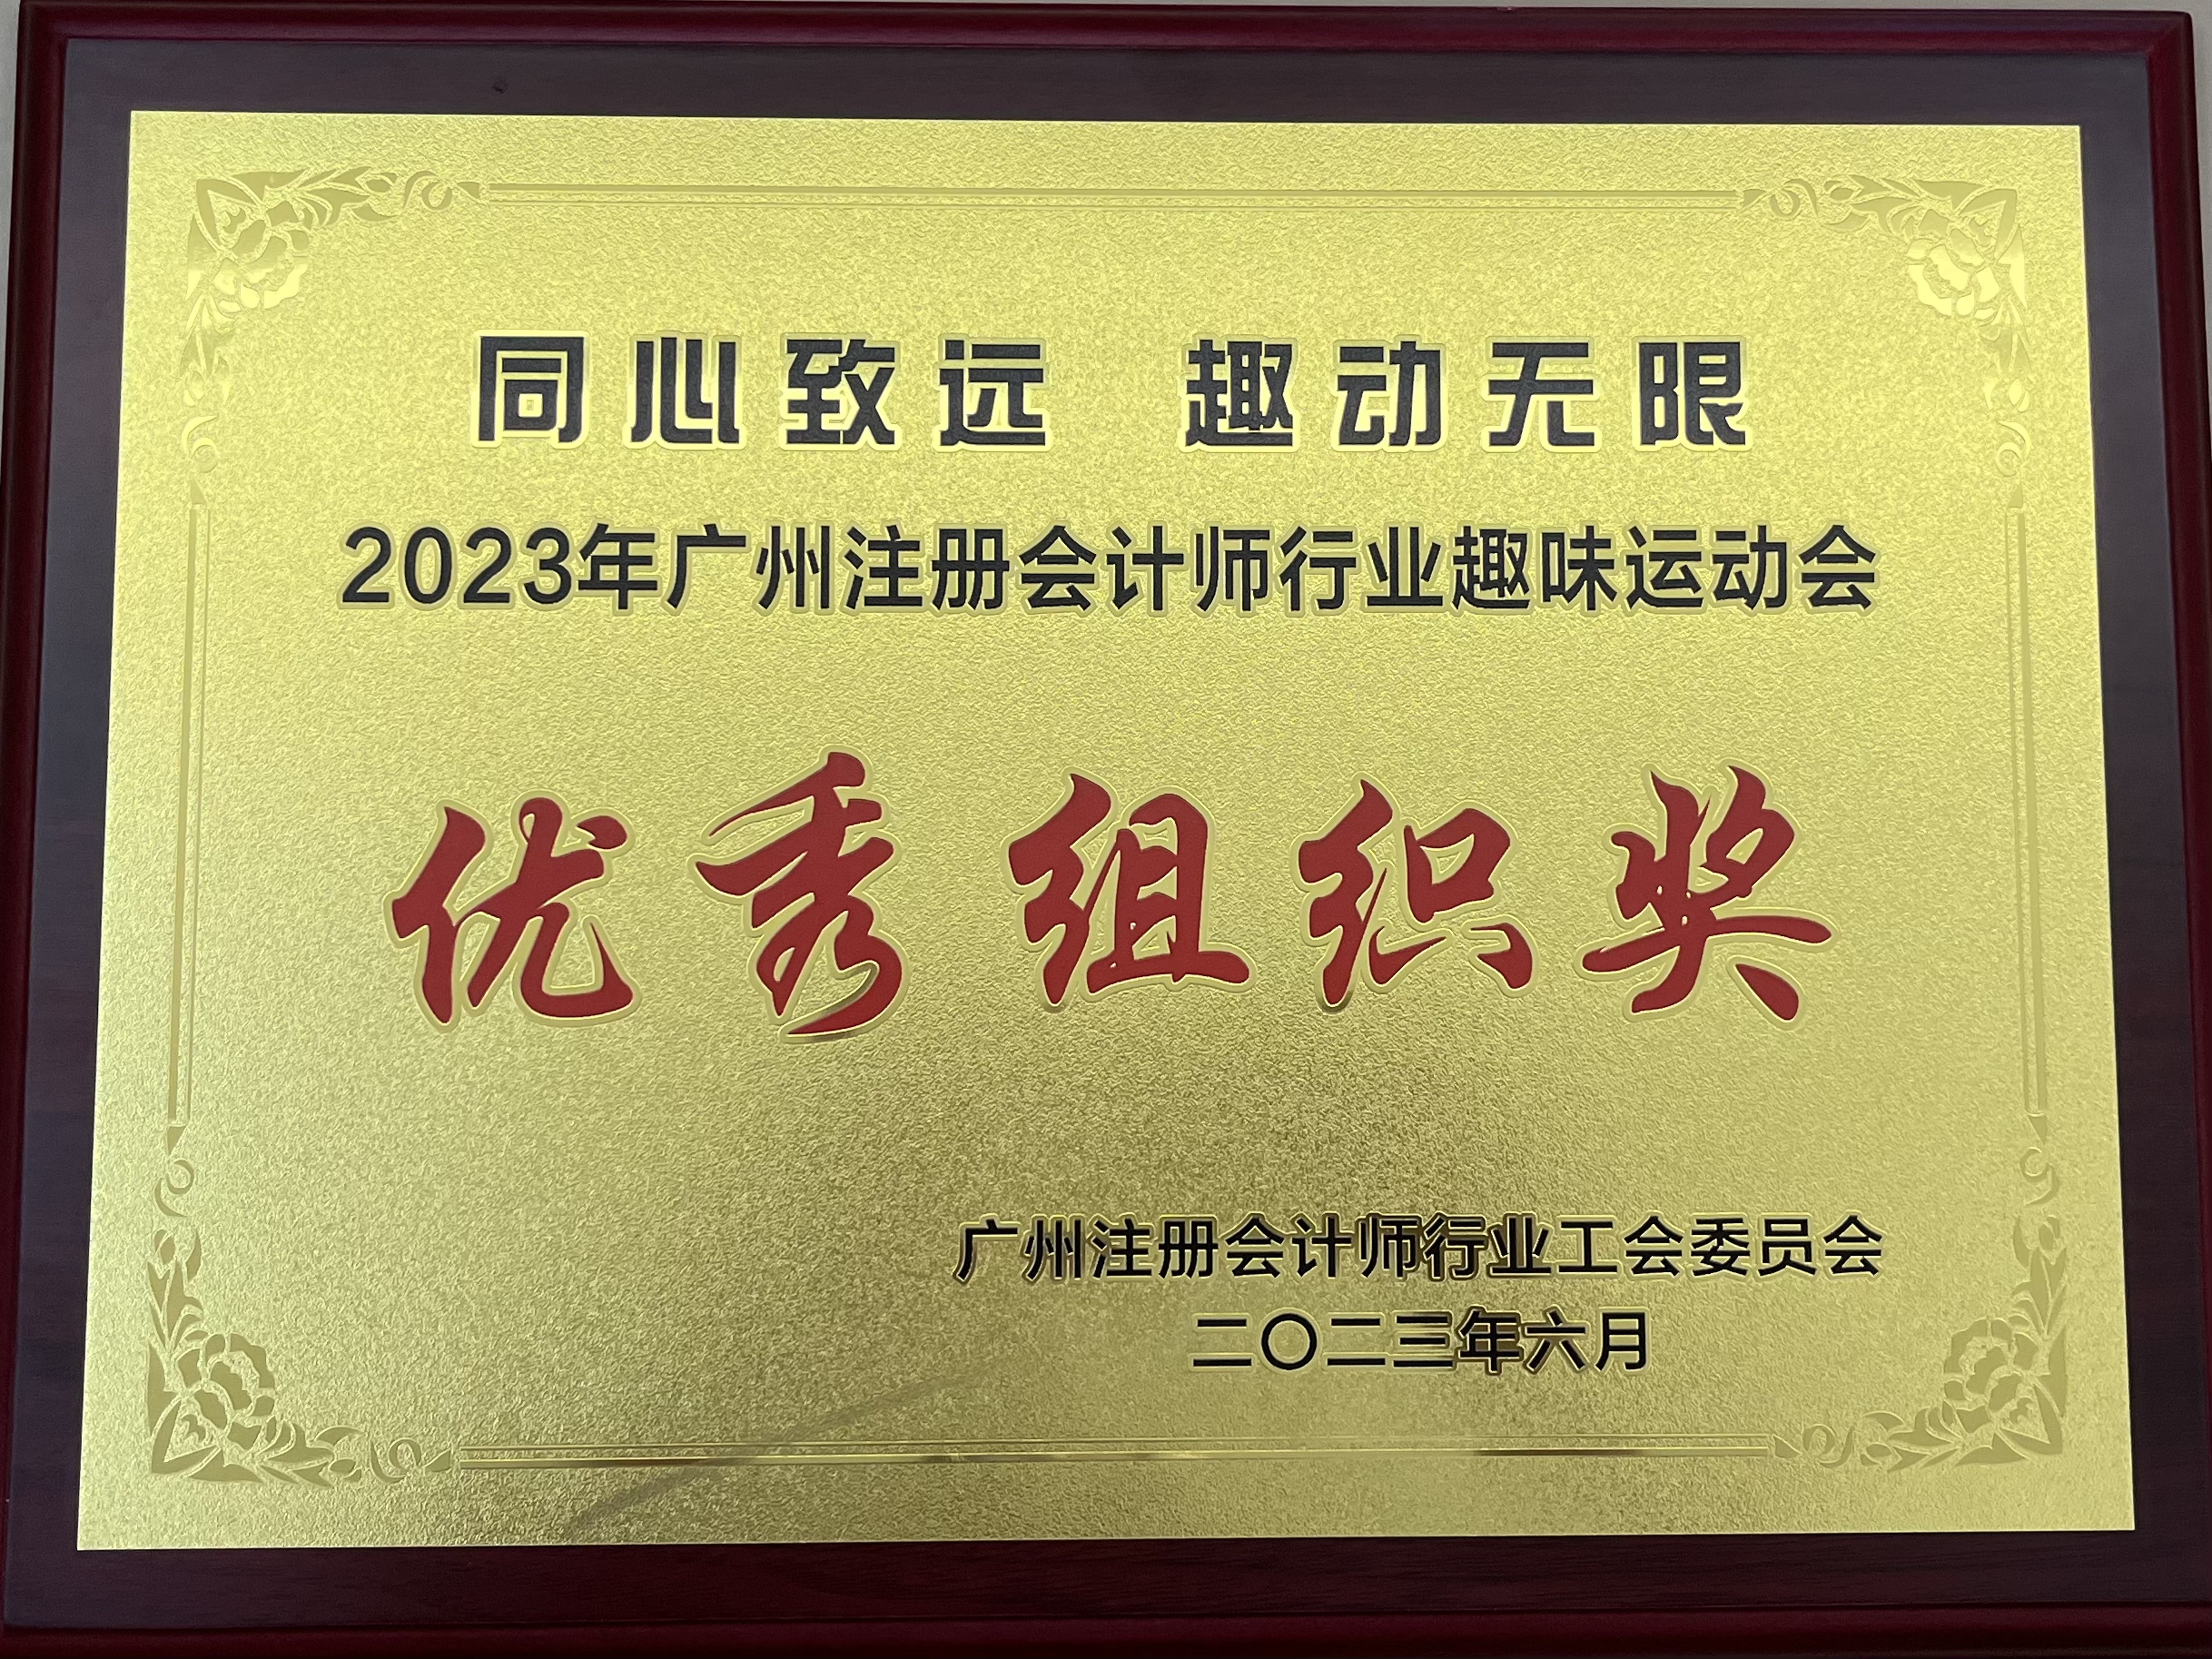 同心致远 趣动无限
2023年广州注册会计师行业趣味运动会
优秀组织奖
广州注册会计师行业工会委员会
二〇二三年六月